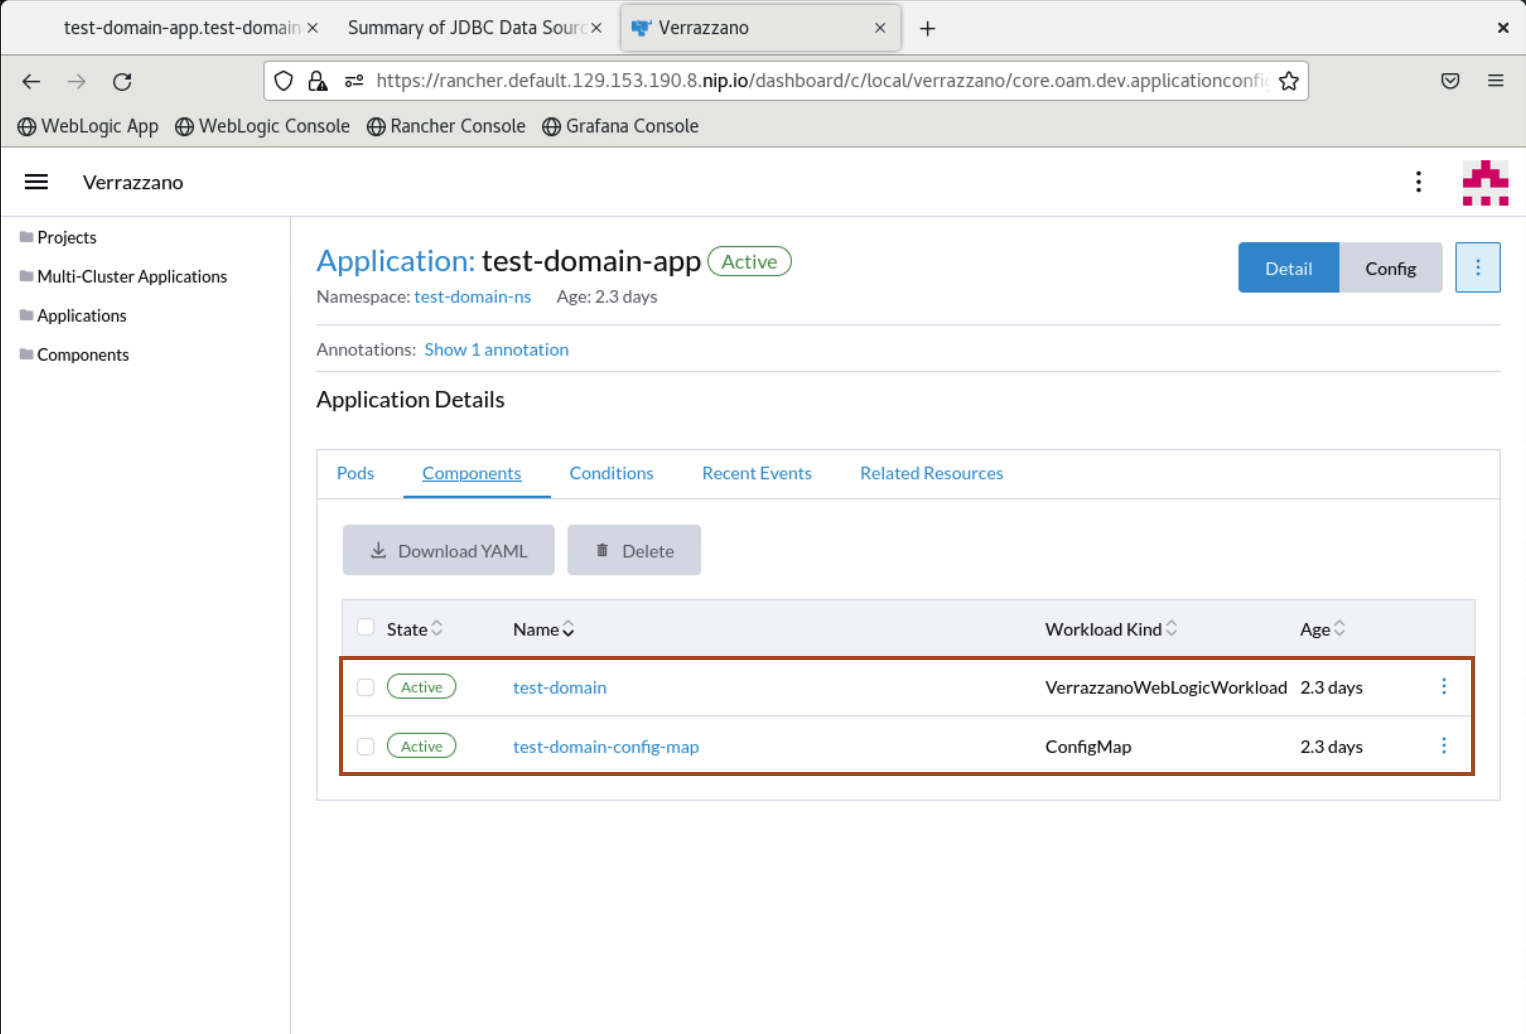 test-domain-app.test-domain
Summary of JDBC Data Sourc
Verrazzano
https://rancher.default.129.153.190.8.nip.io/dashboard/c/local/verrazzano/core.oam.dev.applicationconfig
WebLogic App WebLogic Console Rancher Console Grafana Console
Verrazzano
Projects
Multi-Cluster Applications
Applications
Components
Application: test-domain-app Active
Detail Config
Namespace: test-domain-ns Age: 2.3 days
Annotations: Show 1 annotation
Application Details
Pods Components Conditions Recent Events Related Resources
Download YAML Delete
State Name Workload Kind Age
Active test-domain VerrazzanoWebLogicWorkload 2.3 days
Active test-domain-config-map ConfigMap 2.3 days